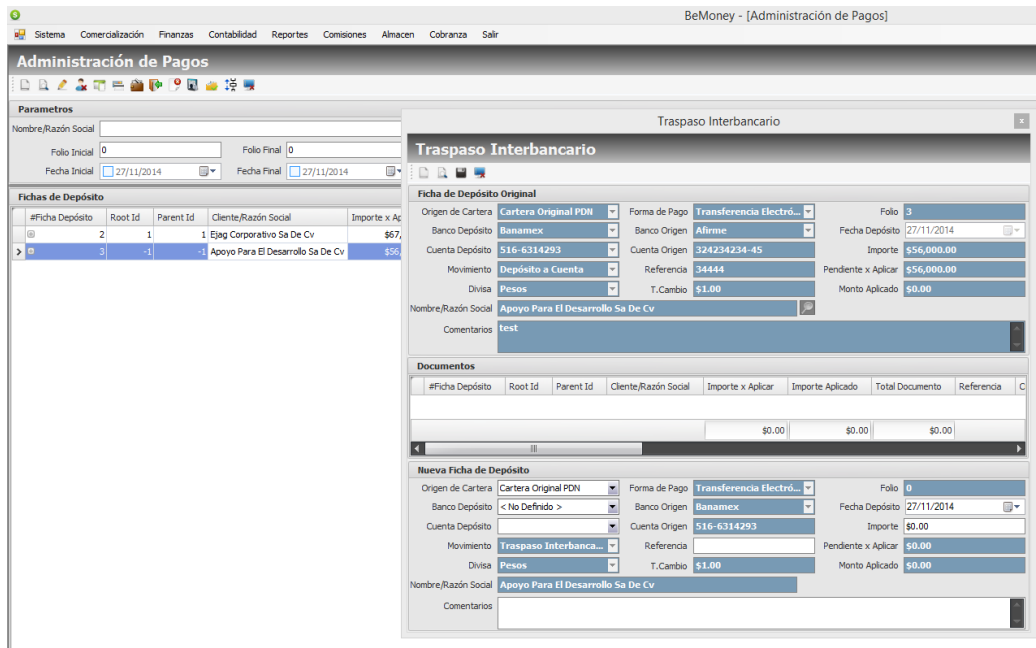 BeMoney - [Administración de Pagos]
Sistema Comercialización Finanzas Contabilidad Reportes Comisiones Almacen Cobranza Salir
Administración de Pagos
Parametros
Nombre/Razón Social
Folio Inicial 0 Folio Final 0
Fecha Inicial 27/11/2014 Fecha Final 27/11/2014
Fichas de Depósito
#Ficha Depósito Root Id Parent Id Cliente/Razón Social Importe x Ap
2 1 1 Ejag Corporativo Sa De Cv $67,
3 -1 -1 Apoyo Para El Desarrollo Sa De Cv $56,
Traspaso Interbancario
Traspaso Interbancario
Ficha de Depósito Original
Origen de Cartera Cartera Original PDN Forma de Pago Transferencia Electró... Folio 3
Banco Depósito Banamex Banco Origen Afirme Fecha Depósito 27/11/2014
Cuenta Depósito 516-6314293 Cuenta Origen 324234234-45 Importe $56,000.00
Movimiento Depósito a Cuenta Referencia 34444 Pendiente x Aplicar $56,000.00
Divisa Pesos T.Cambio $1.00 Monto Aplicado $0.00
Nombre/Razón Social Apoyo Para El Desarrollo Sa De Cv
Comentarios test
Documentos
#Ficha Depósito Root Id Parent Id Cliente/Razón Social Importe x Aplicar Importe Aplicado Total Documento Referencia C
$0.00 $0.00 $0.00
Nueva Ficha de Depósito
Origen de Cartera Cartera Original PDN Forma de Pago Transferencia Electró... Folio 0
Banco Depósito < No Definido > Banco Origen Banamex Fecha Depósito 27/11/2014
Cuenta Depósito Cuenta Origen 516-6314293 Importe $0.00
Movimiento Traspaso Interbanca... Referencia Pendiente x Aplicar $0.00
Divisa Pesos T.Cambio $1.00 Monto Aplicado $0.00
Nombre/Razón Social Apoyo Para El Desarrollo Sa De Cv
Comentarios